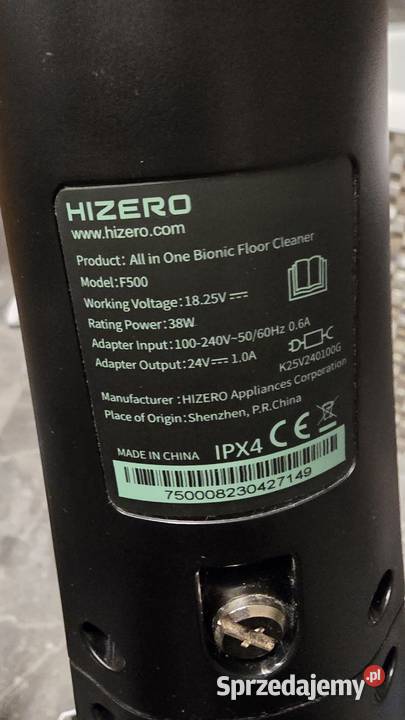 HIZERO
www.hizero.com
Product: All in One Bionic Floor Cleaner
Model:F500
Working Voltage:18.25V⎓
Rating Power:38W
Adapter Input:100-240V~50/60Hz 0.6A
Adapter Output:24V⎓ 1.0A
K25V240100G
Manufacturer :HIZERO Appliances Corporation
Place of Origin:Shenzhen, P.R.China
MADE IN CHINA IPX4 CE
750008230427149
Sprzedajemy.pl